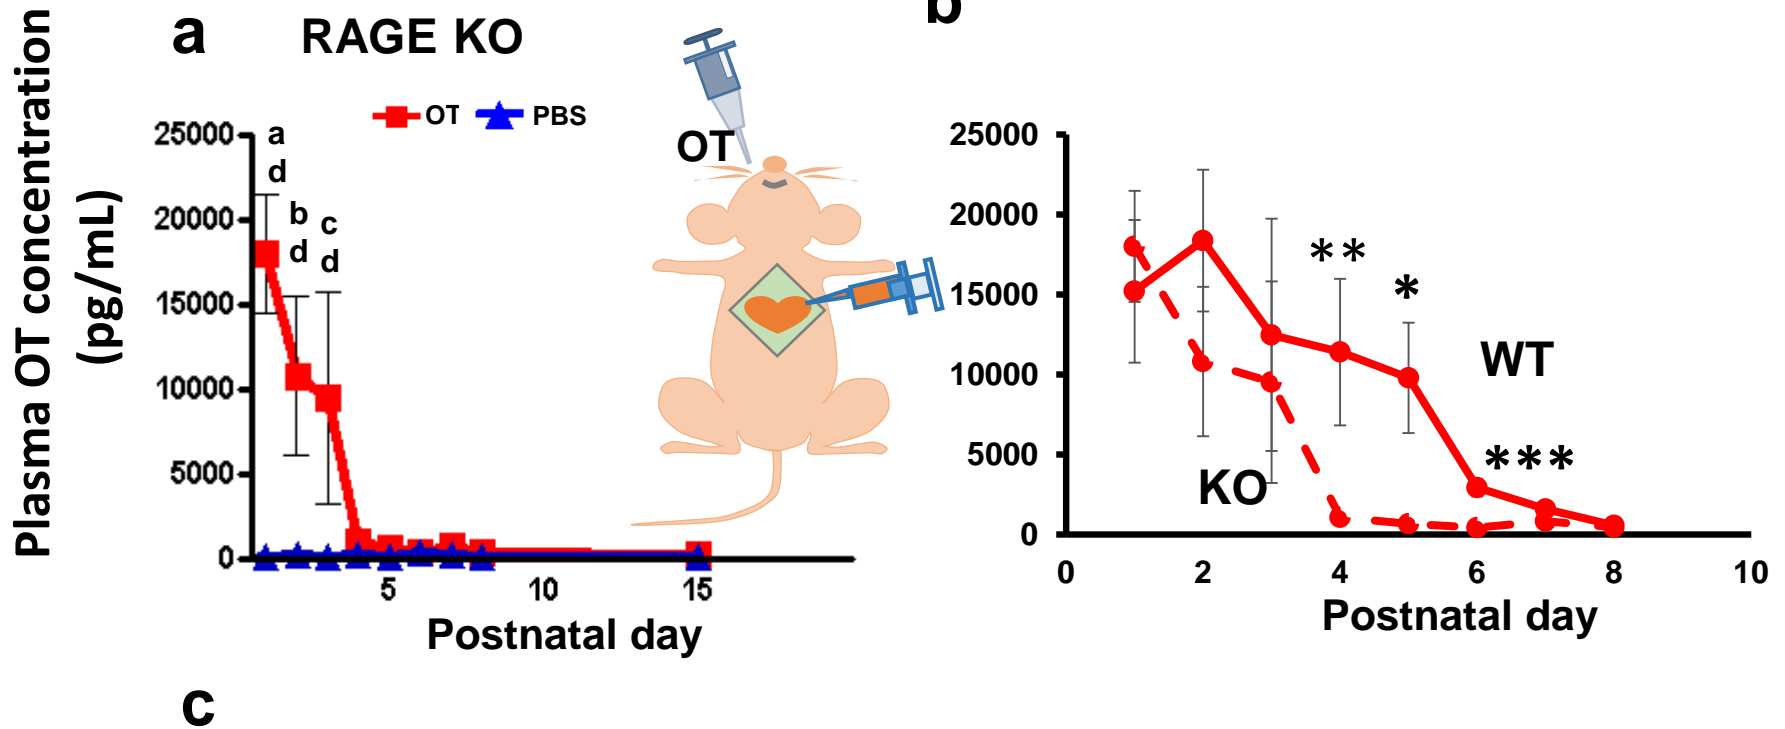 Plasma OT concentration
(pg/mL)
a
RAGE KO
OT
PBS
25000
20000
15000
10000
5000
0
a
d
b
d
c
d
5
10
15
Postnatal day
OT
b
25000
20000
15000
10000
5000
0
**
*
WT
***
KO
0
2
4
6
8
10
Postnatal day
c